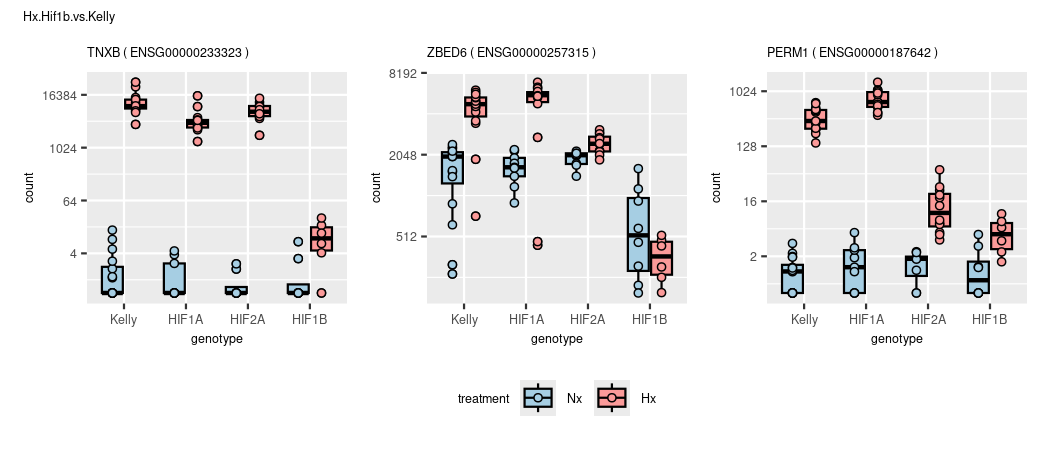 Hx.Hif1b.vs.Kelly
TNXB ( ENSG00000233323 )
16384
1024
64
4
count
Kelly HIF1A HIF2A HIF1B
genotype
ZBED6 ( ENSG00000257315 )
8192
2048
512
count
Kelly HIF1A HIF2A HIF1B
genotype
PERM1 ( ENSG00000187642 )
1024
128
16
2
count
Kelly HIF1A HIF2A HIF1B
genotype
treatment Nx Hx